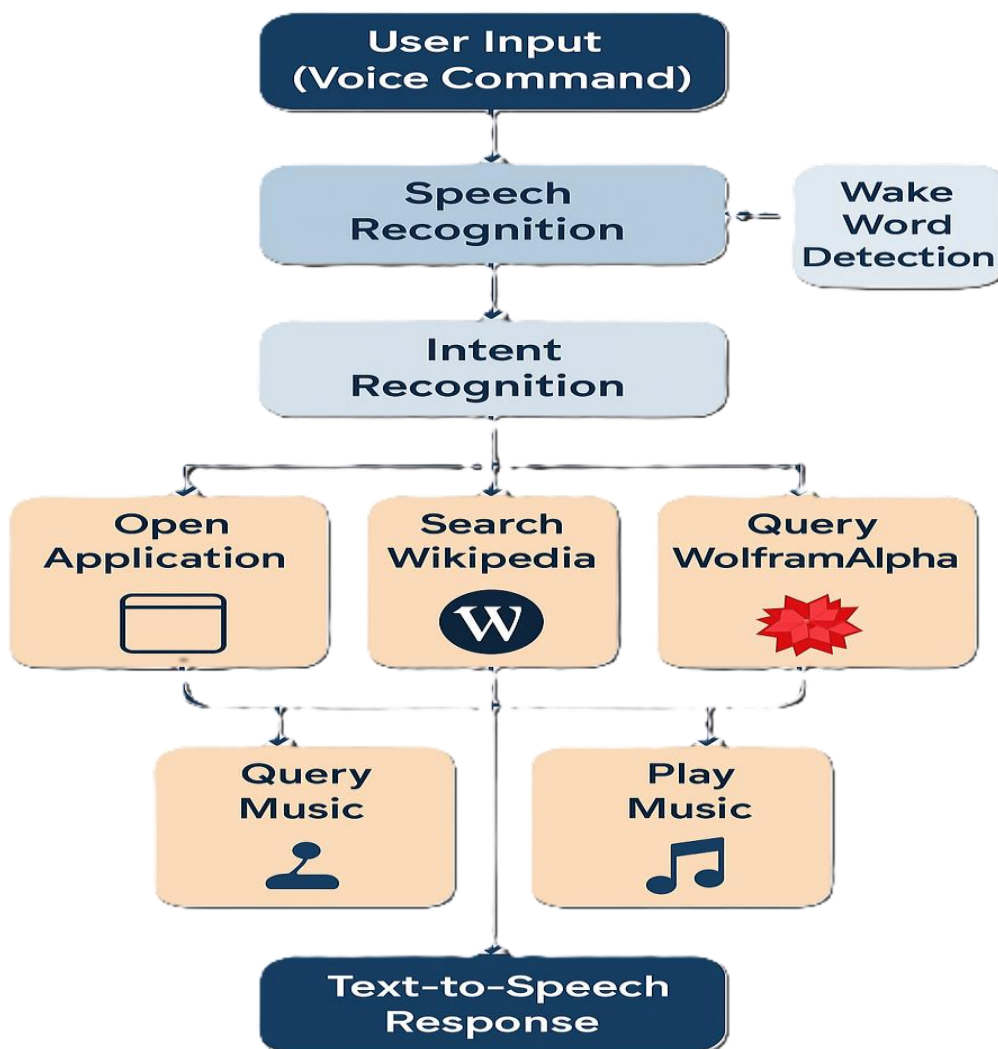 User Input
(Voice Command)
Speech
Recognition
Wake
Word
Detection
Intent
Recognition
Open
Application
Search
Wikipedia
W
Query
WolframAlpha
Query
Music
Play
Music
Text-to-Speech
Response